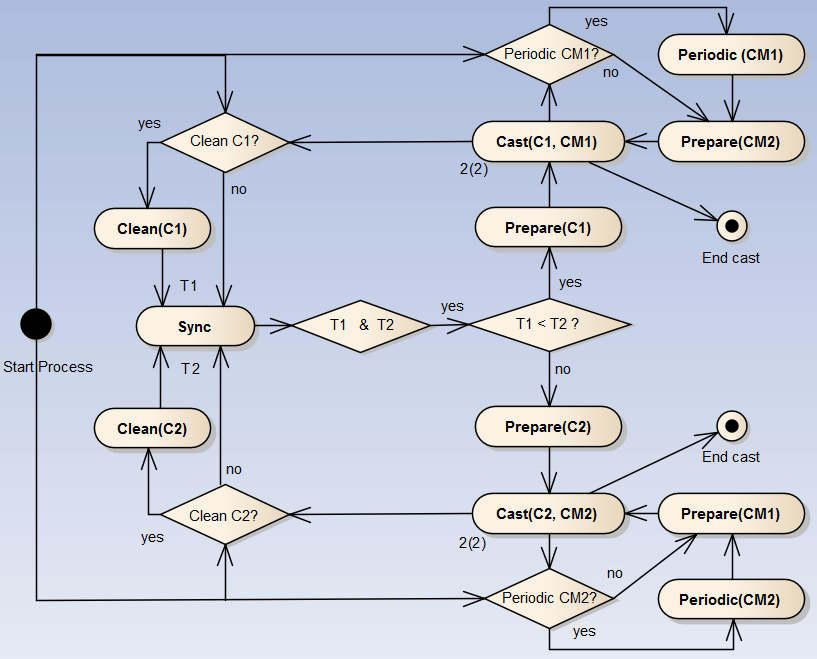 yes
Periodic CM1?
Periodic (CM1)
no
yes
Clean C1?
Cast(C1, CM1)
Prepare(CM2)
2(2)
no
Clean(C1)
Prepare(C1)
End cast
T1
yes
yes
Sync
T1 & T2
T1 < T2 ?
Start Process
T2
no
Clean(C2)
Prepare(C2)
End cast
no
Clean C2?
Cast(C2, CM2)
Prepare(CM1)
yes
2(2)
no
Periodic CM2?
Periodic(CM2)
yes